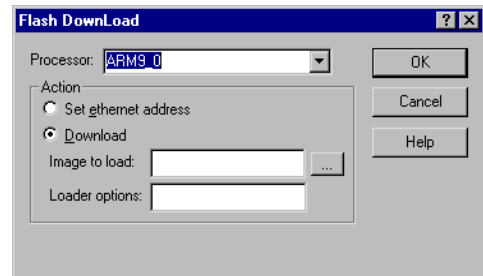 Flash DownLoad
Processor: ARM9_0
OK
Action
Set ethernet address
Cancel
Download
Help
Image to load:
...
Loader options: